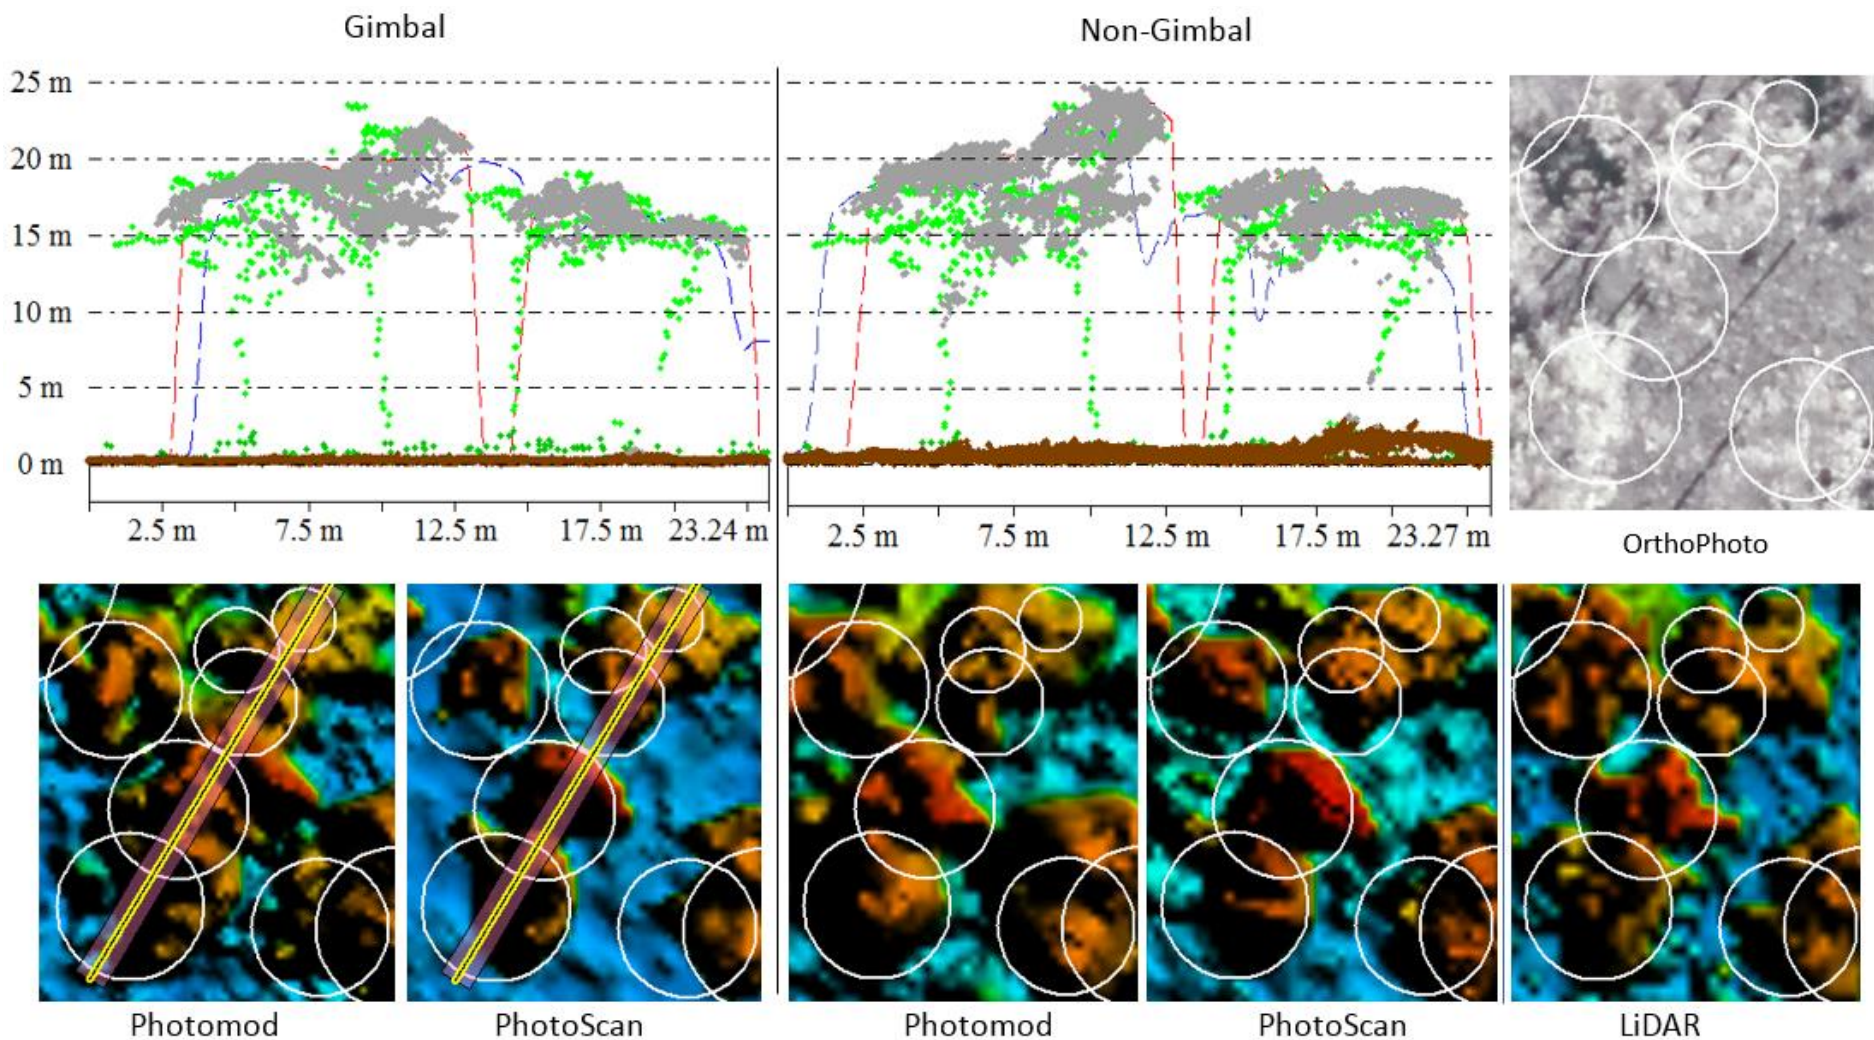 Gimbal
Non-Gimbal
25 m
20 m
15 m
10 m
5 m
0 m
2.5 m 7.5 m 12.5 m 17.5 m 23.24 m
2.5 m 7.5 m 12.5 m 17.5 m 23.27 m
OrthoPhoto
Photomod
PhotoScan
Photomod
PhotoScan
LiDAR